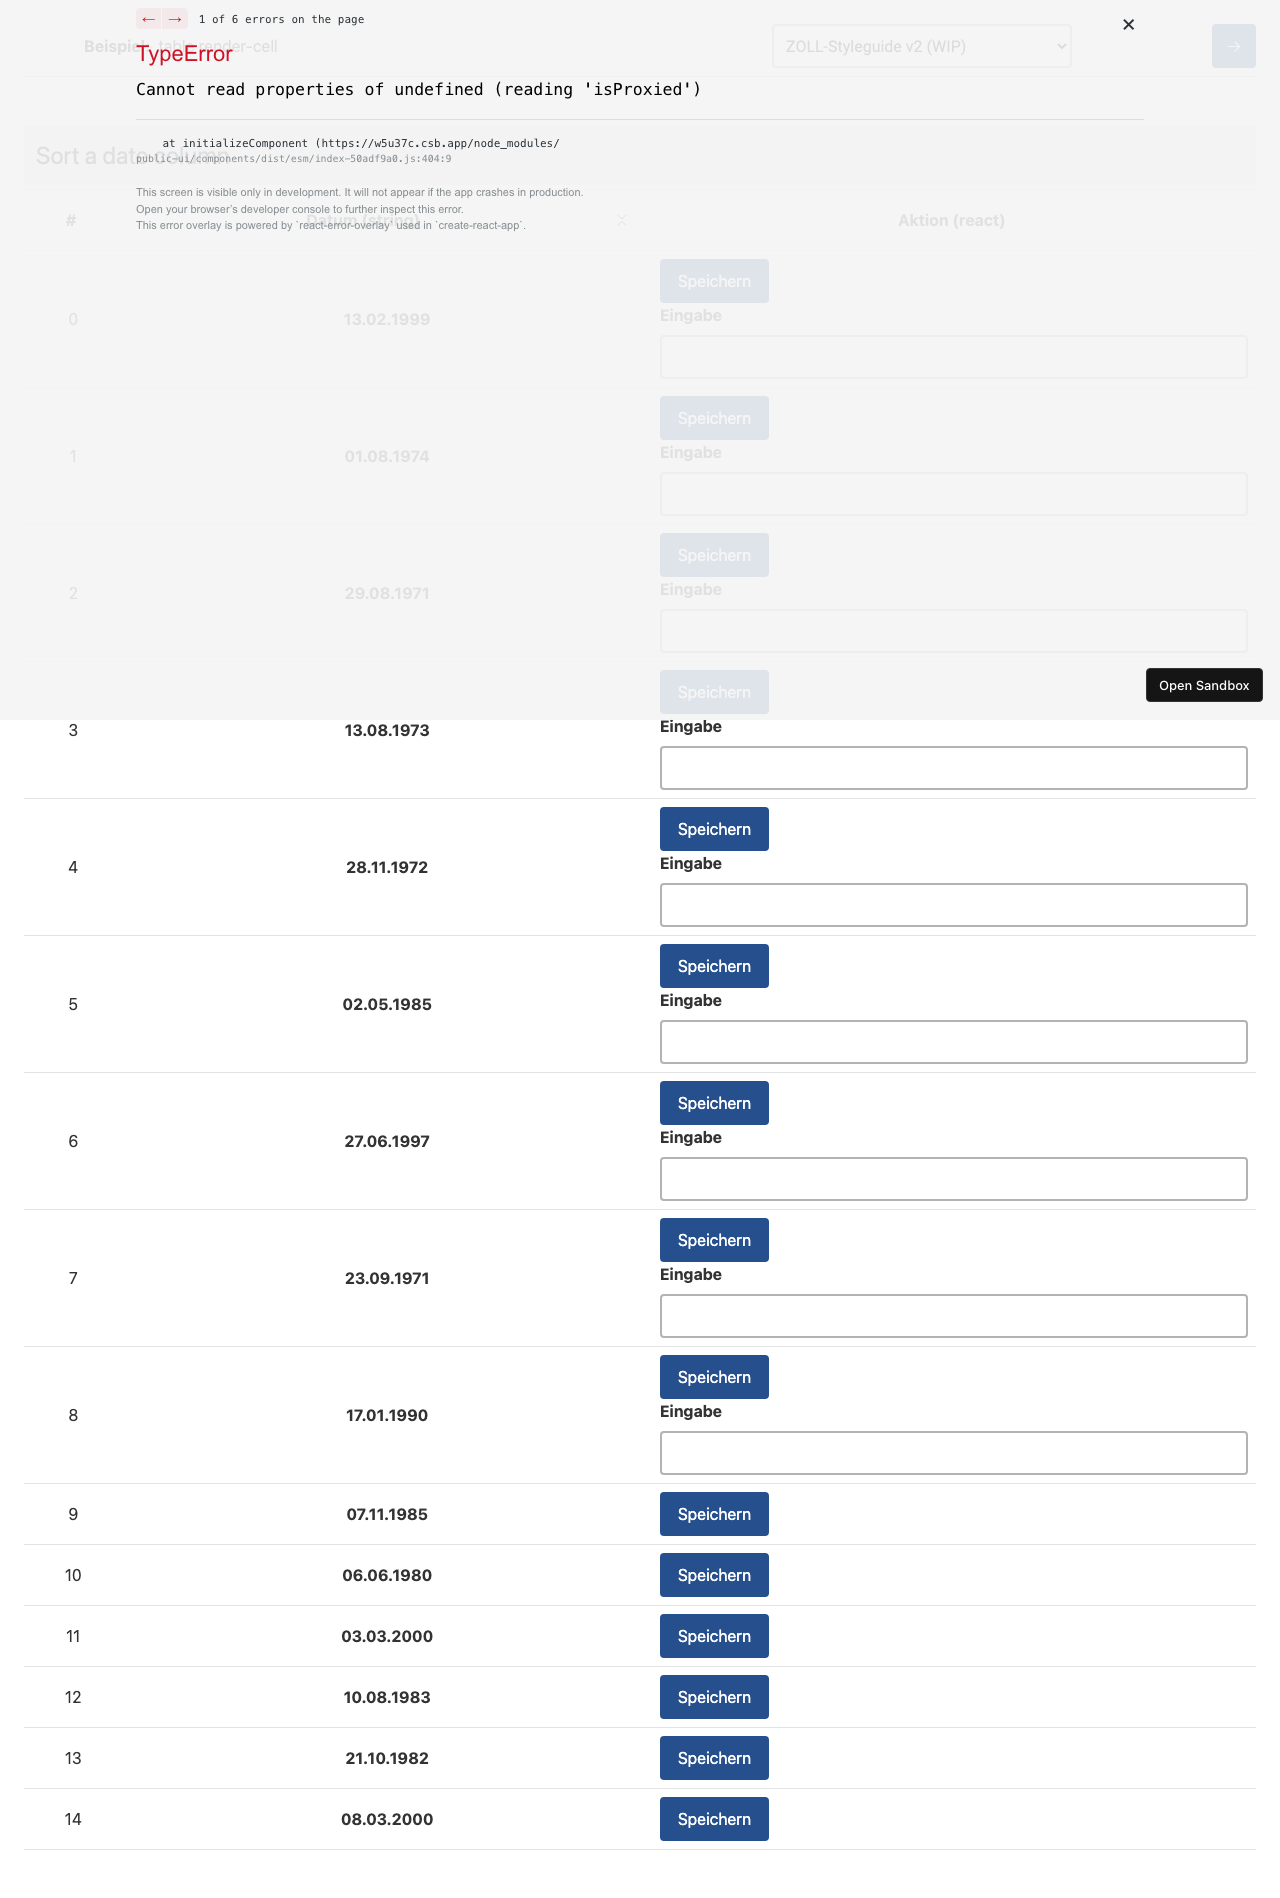 ← → 1 of 6 errors on the page
✕
Beispiel table-render-cell
ZOLL-Styleguide v2 (WIP)
→
TypeError
Cannot read properties of undefined (reading 'isProxied')
at initializeComponent (https://w5u37c.csb.app/node_modules/
public-ui/components/dist/esm/index-50adf9a0.js:404:9
Sort a date column
This screen is visible only in development. It will not appear if the app crashes in production.
Open your browser's developer console to further inspect this error.
This error overlay is powered by `react-error-overlay` used in `create-react-app`.
# Datum (string) Aktion (react)
Speichern
0 13.02.1999 Eingabe
Speichern
1 01.08.1974 Eingabe
Speichern
2 29.08.1971 Eingabe
Open Sandbox
Speichern
3 13.08.1973 Eingabe
Speichern
4 28.11.1972 Eingabe
Speichern
5 02.05.1985 Eingabe
Speichern
6 27.06.1997 Eingabe
Speichern
7 23.09.1971 Eingabe
Speichern
8 17.01.1990 Eingabe
9 07.11.1985 Speichern
10 06.06.1980 Speichern
11 03.03.2000 Speichern
12 10.08.1983 Speichern
13 21.10.1982 Speichern
14 08.03.2000 Speichern